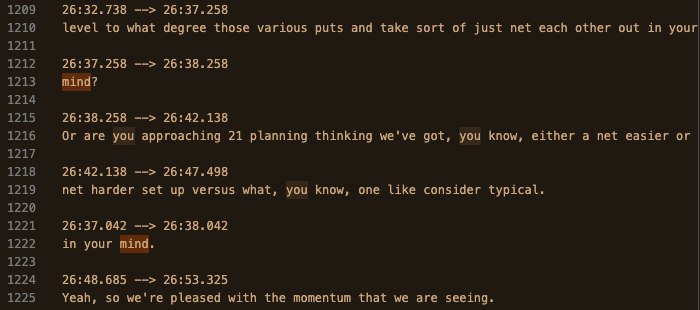 1209 26:32.738 --> 26:37.258
1210 level to what degree those various puts and take sort of just net each other out in your
1211
1212 26:37.258 --> 26:38.258
1213 mind?
1214
1215 26:38.258 --> 26:42.138
1216 Or are you approaching 21 planning thinking we've got, you know, either a net easier or
1217
1218 26:42.138 --> 26:47.498
1219 net harder set up versus what, you know, one like consider typical.
1220
1221 26:37.042 --> 26:38.042
1222 in your mind.
1223
1224 26:48.685 --> 26:53.325
1225 Yeah, so we're pleased with the momentum that we are seeing.